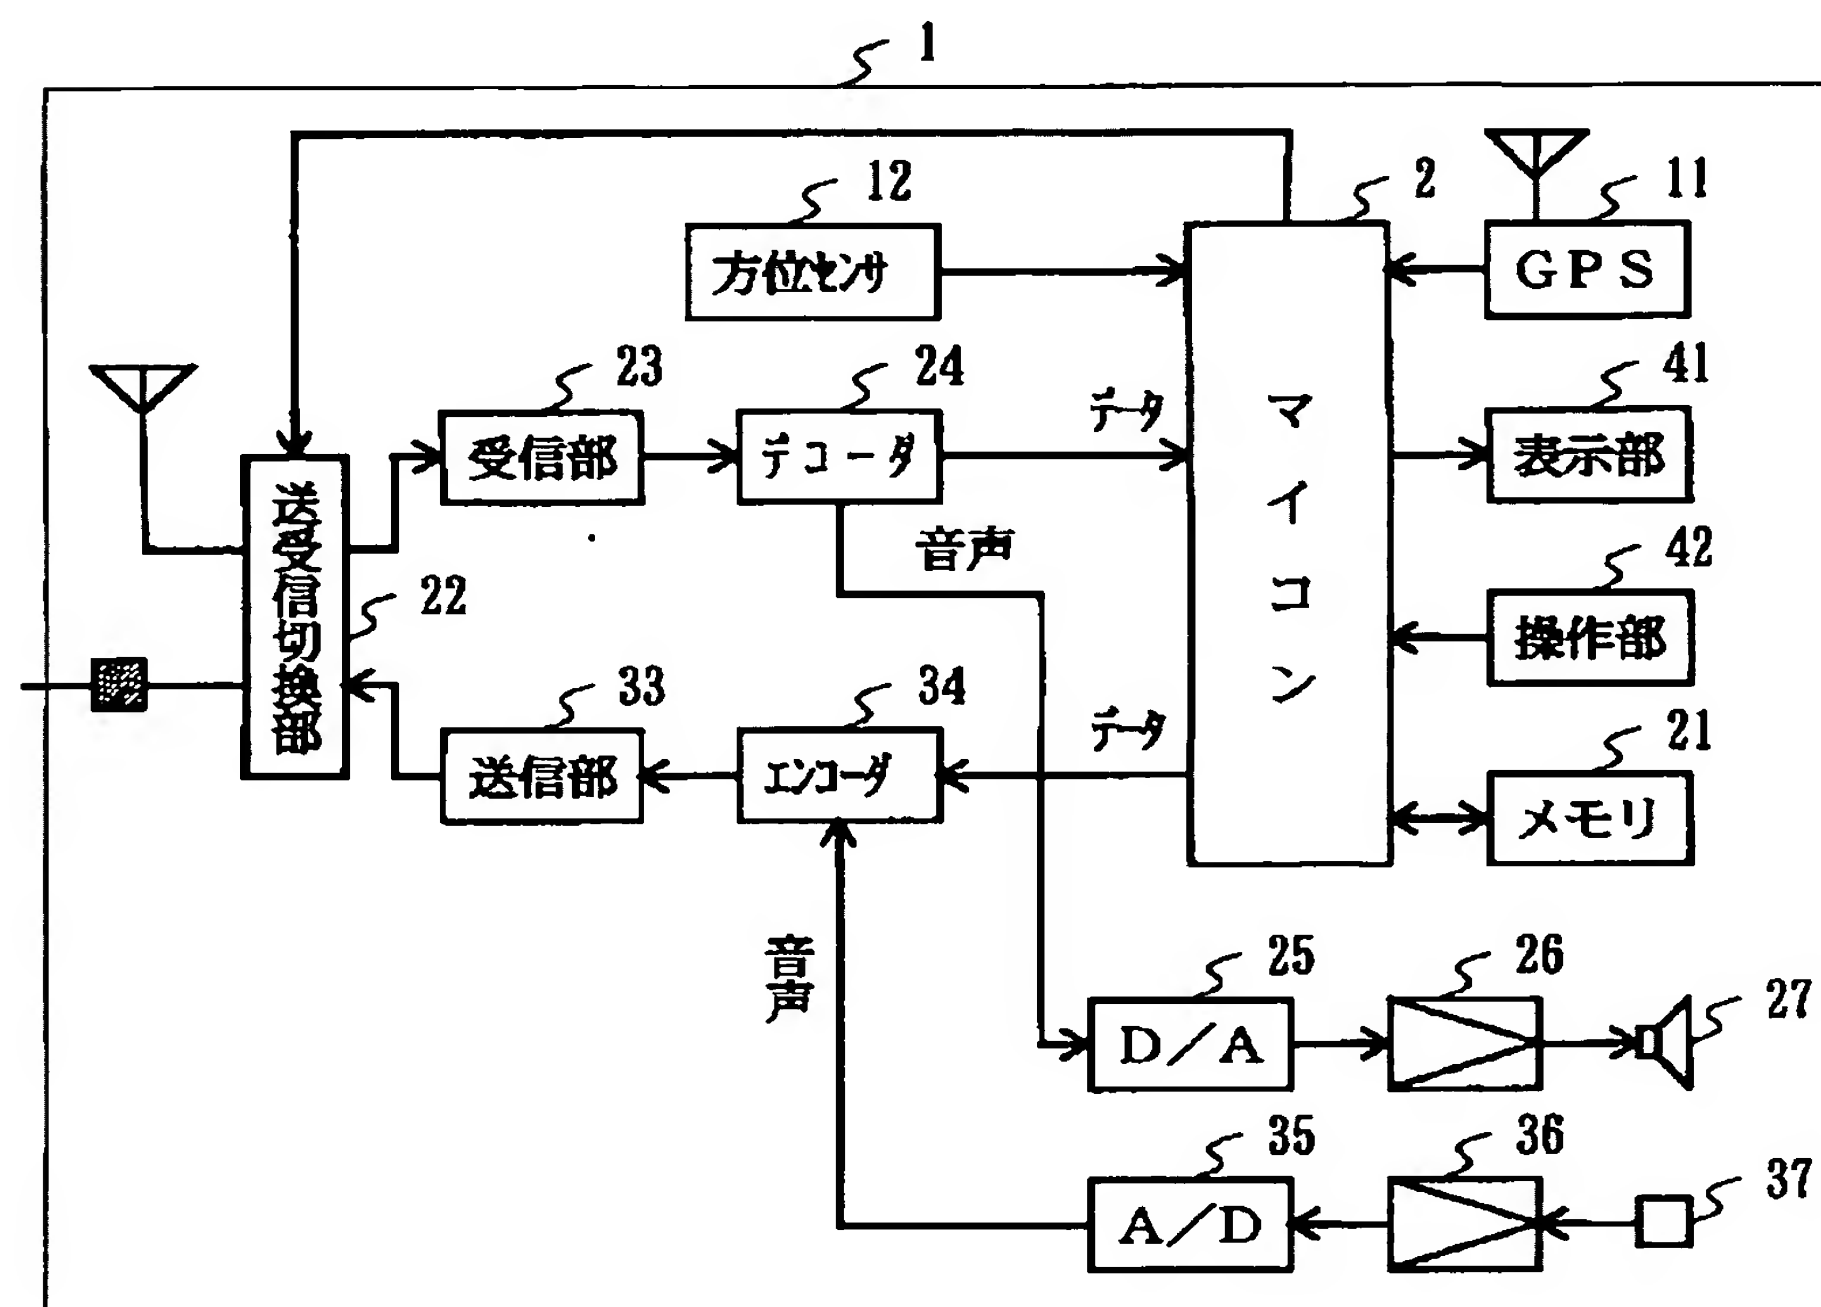 1
12
2
11
方位センサ
GPS
23
24
41
データ
受信部
デコーダ
表示部
マイコン
送受信切換部
音声
42
22
操作部
33
34
データ
21
送信部
エンコーダ
メモリ
音声
25
26
27
D/A
35
36
37
A/D